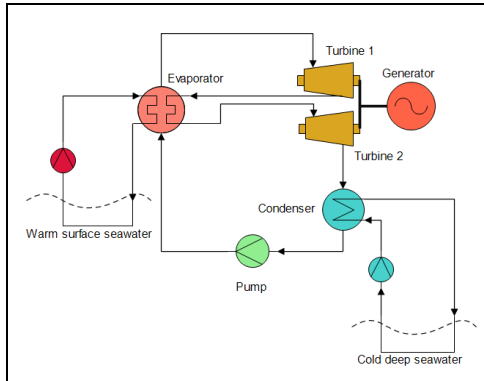 Turbine 1
Evaporator
Generator
Turbine 2
Condenser
Warm surface seawater
Pump
Cold deep seawater